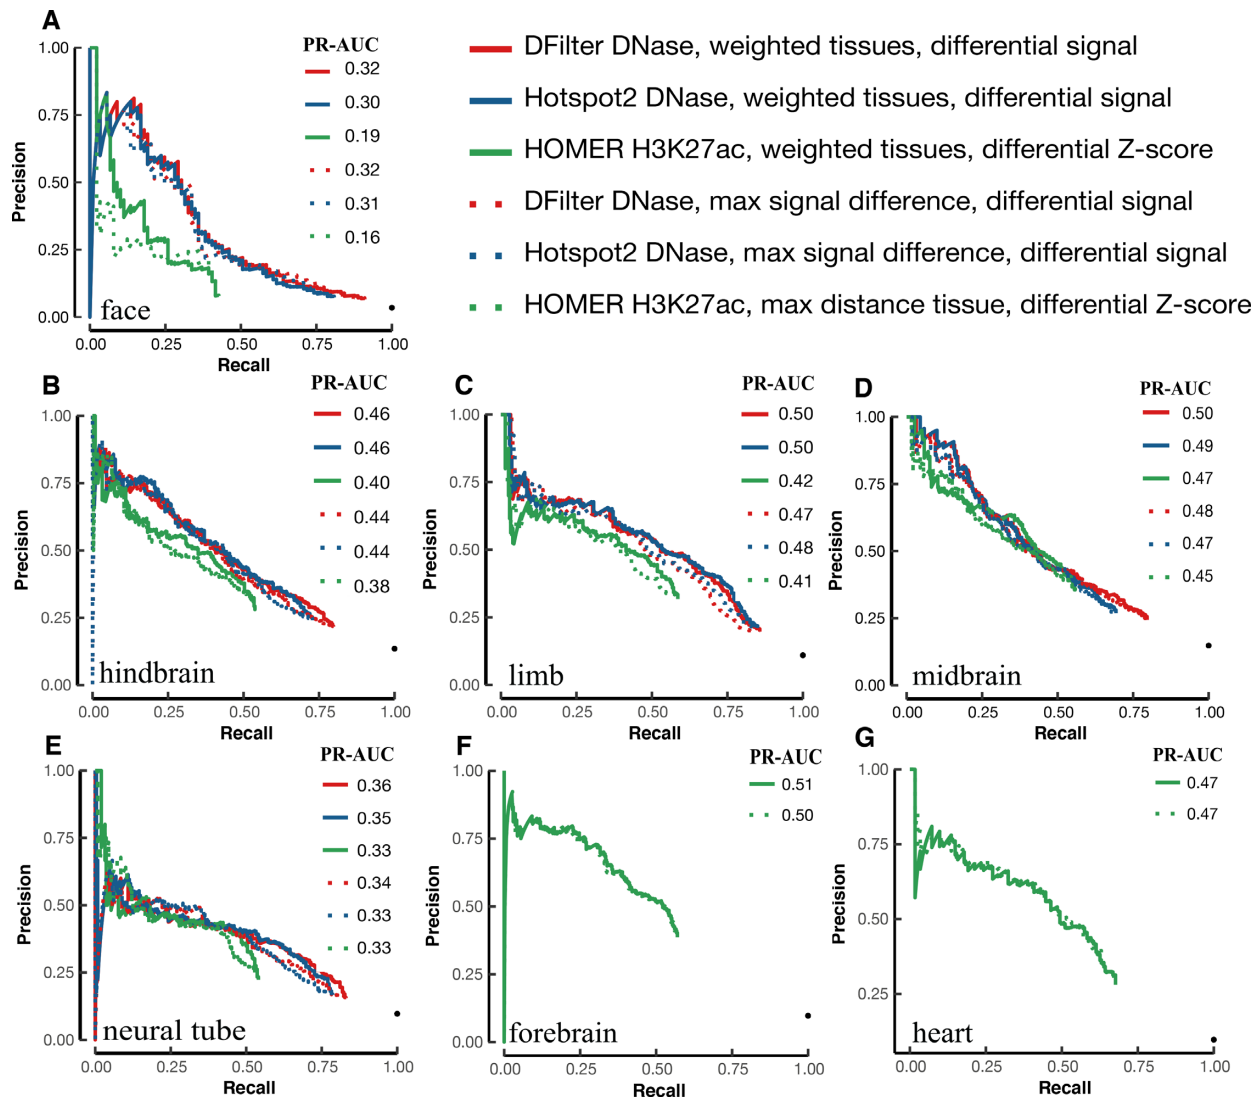 A
PR-AUC
1.00
0.75
0.50
0.25
0.00
Precision
0.32
0.30
0.19
0.32
0.31
0.16
face
0.00 0.25 0.50 0.75 1.00
Recall
DFilter DNase, weighted tissues, differential signal
Hotspot2 DNase, weighted tissues, differential signal
HOMER H3K27ac, weighted tissues, differential Z-score
DFilter DNase, max signal difference, differential signal
Hotspot2 DNase, max signal difference, differential signal
HOMER H3K27ac, max distance tissue, differential Z-score
B
PR-AUC
1.00
0.75
0.50
0.25
0.00
Precision
0.46
0.46
0.40
0.44
0.44
0.38
hindbrain
0.00 0.25 0.50 0.75 1.00
Recall
C
PR-AUC
1.00
0.75
0.50
0.25
0.00
Precision
0.50
0.50
0.42
0.47
0.48
0.41
limb
0.00 0.25 0.50 0.75 1.00
Recall
D
PR-AUC
1.00
0.75
0.50
0.25
0.00
Precision
0.50
0.49
0.47
0.48
0.47
0.45
midbrain
0.00 0.25 0.50 0.75 1.00
Recall
E
PR-AUC
1.00
0.75
0.50
0.25
0.00
Precision
0.36
0.35
0.33
0.34
0.33
0.33
neural tube
0.00 0.25 0.50 0.75 1.00
Recall
F
PR-AUC
1.00
0.75
0.50
0.25
0.00
Precision
0.51
0.50
forebrain
0.00 0.25 0.50 0.75 1.00
Recall
G
PR-AUC
1.00
0.75
0.50
0.25
Precision
0.47
0.47
heart
0.00 0.25 0.50 0.75 1.00
Recall